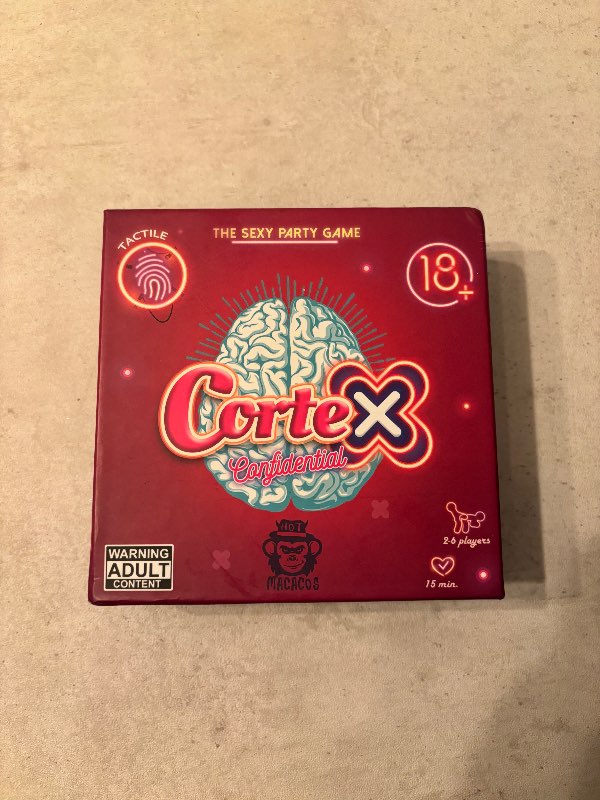 TACTILE
THE SEXY PARTY GAME
18+
CorteX
Confidential
HOT
MACACOS
WARNING
ADULT
CONTENT
2-6 players
15 min.